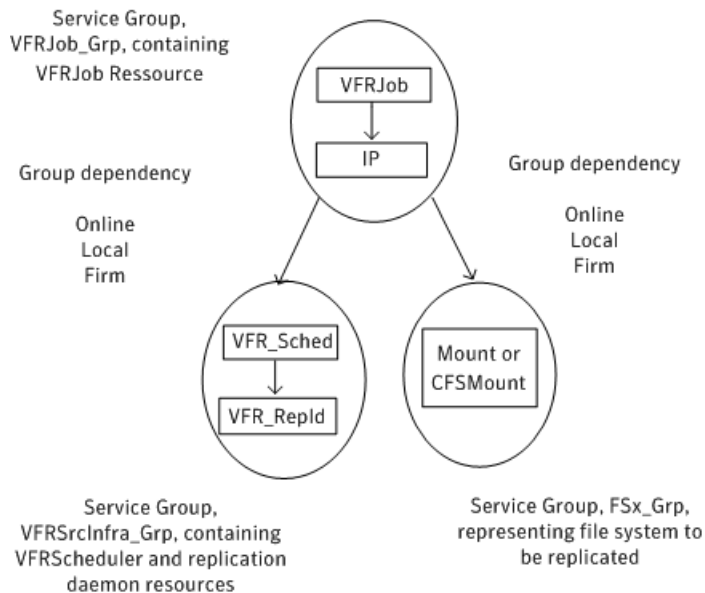 Service Group,
VFRJob_Grp, containing
VFRJob Ressource
VFRJob
IP
Group dependency
Online
Local
Firm
Group dependency
Online
Local
Firm
VFR_Sched
VFR_RepId
Mount or
CFSMount
Service Group,
VFRSrcInfra_Grp, containing
VFRScheduler and replication
daemon resources
Service Group, FSx_Grp,
representing file system to
be replicated